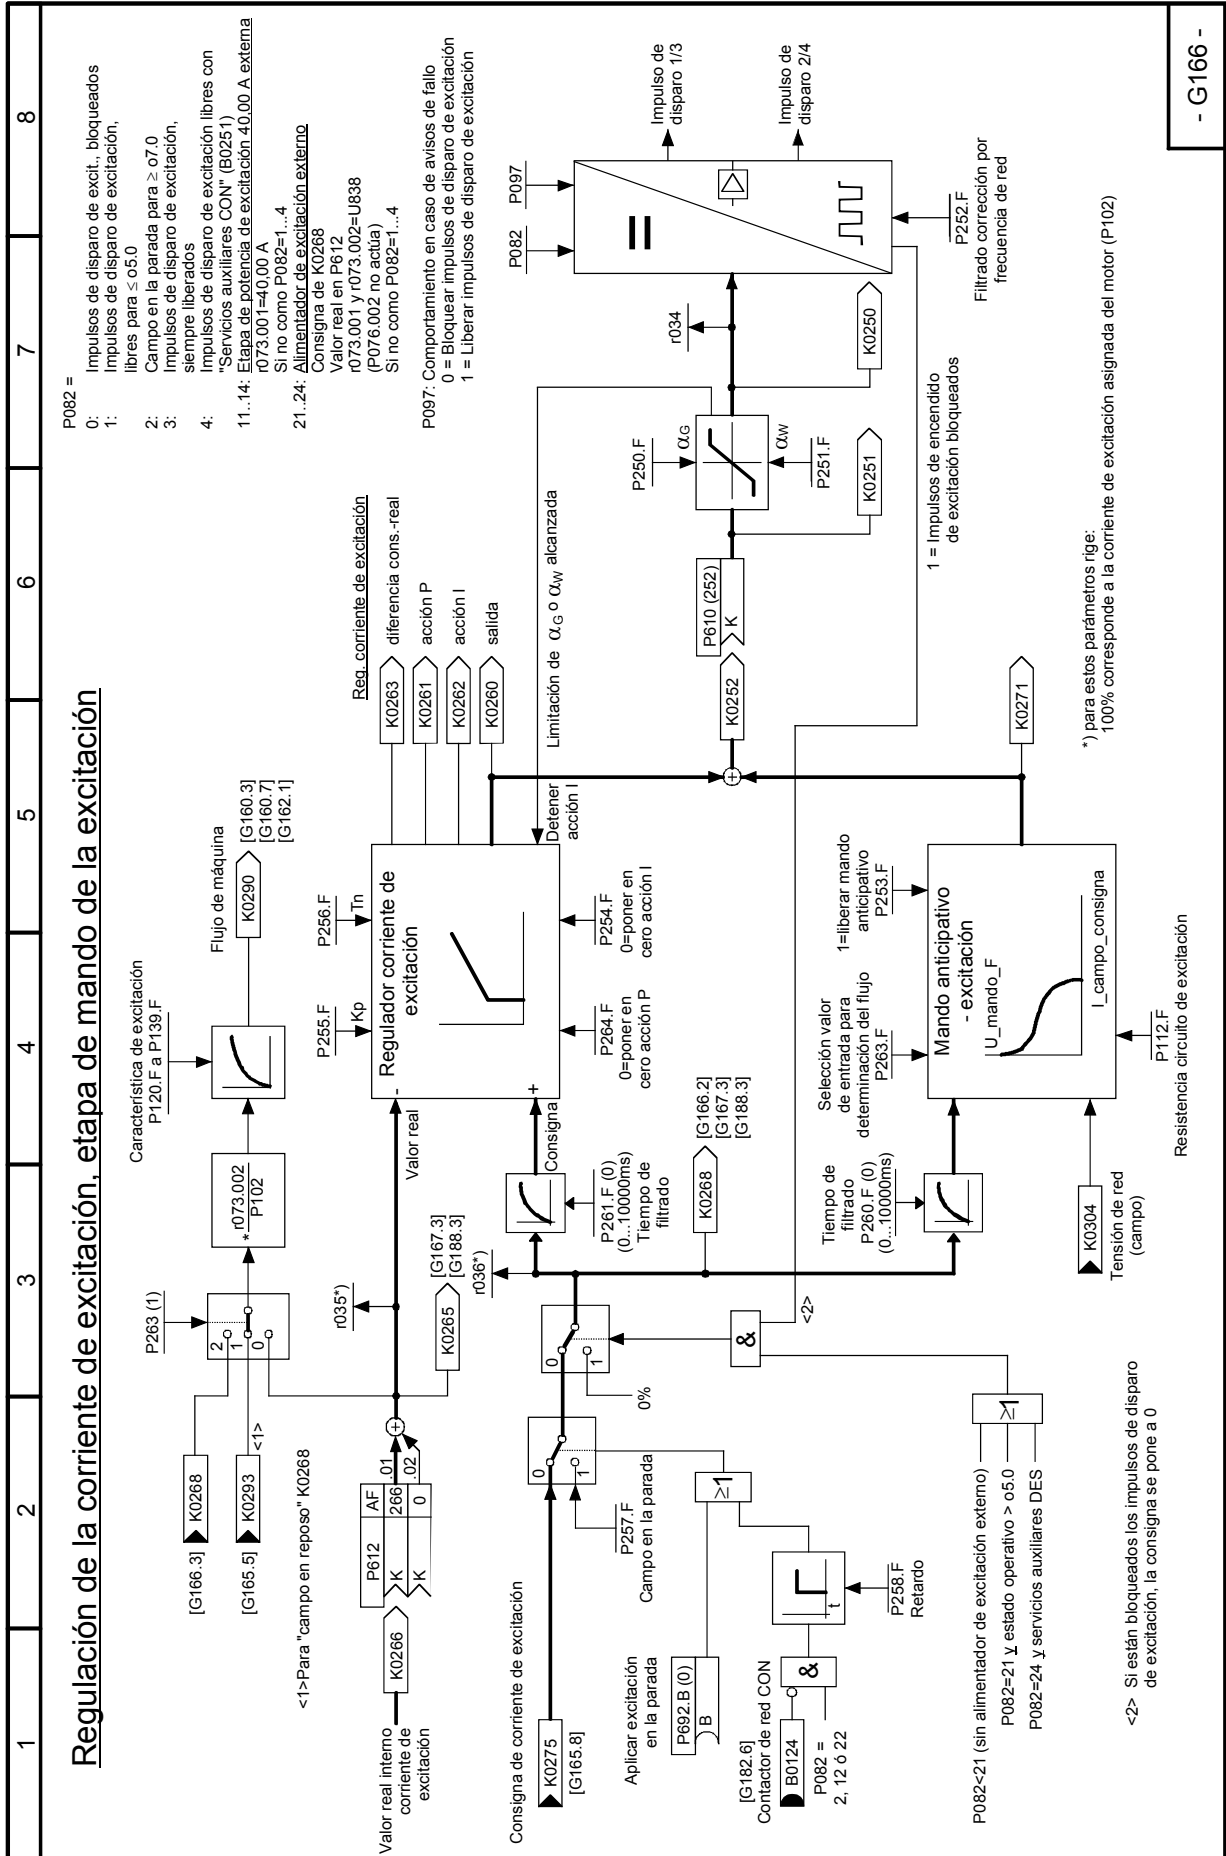 1
2
3
4
5
6
7
8
Regulación de la corriente de excitación, etapa de mando de la excitación
[G166.3]
K0268
[G165.5]
K0293
<1>
<1>Para "campo en reposo" K0268
P263 (1)
2
1
0
* r073.002
P102
Característica de excitación
P120.F a P139.F
Flujo de máquina
K0290
[G160.3]
[G160.7]
[G162.1]
Valor real interno
corriente de
excitación
K0266
P612
AF
K
266
.01
K
0
.02
+
r035*)
K0265
[G167.3]
[G188.3]
Valor real
-
P255.F
Kp
P256.F
Tn
Regulador corriente de
excitación
+
Consigna
P264.F
0=poner en
cero acción P
P254.F
0=poner en
cero acción I
Detener
acción I
Reg. corriente de excitación
K0263
diferencia cons.-real
K0261
acción P
K0262
acción I
K0260
salida
Limitación de αG o αW alcanzada
Consigna de corriente de excitación
K0275
[G165.8]
0
1
P257.F
Campo en la parada
0
1
0%
r036*)
P261.F (0)
(0...10000ms)
Tiempo de
filtrado
K0268
[G166.2]
[G167.3]
[G188.3]
Aplicar excitación
en la parada
P692.B (0)
B
≥1
[G182.6]
Contactor de red CON
B0124
P082 =
2, 12 ó 22
&
t
P258.F
Retardo
&
<2>
P082<21 (sin alimentador de excitación externo)
P082=21 y estado operativo > o5.0
P082=24 y servicios auxiliares DES
≥1
<2> Si están bloqueados los impulsos de disparo
de excitación, la consigna se pone a 0
Tiempo de
filtrado
P260.F (0)
(0...10000ms)
K0304
Tensión de red
(campo)
Selección valor
de entrada para
determinación del flujo
P263.F
1=liberar mando
anticipativo
P253.F
Mando anticipativo
- excitación
U_mando_F
I_campo_consigna
P112.F
Resistencia circuito de excitación
K0271
+
K0252
P610 (252)
K
K0251
P250.F
αG
αW
P251.F
K0250
r034
1 = Impulsos de encendido
de excitación bloqueados
P082
P097
=
Impulso de
disparo 1/3
Impulso de
disparo 2/4
P252.F
Filtrado corrección por
frecuencia de red
P082 =
0: Impulsos de disparo de excit., bloqueados
1: Impulsos de disparo de excitación,
libres para ≤ o5.0
2: Campo en la parada para ≥ o7.0
3: Impulsos de disparo de excitación,
siempre liberados
4: Impulsos de disparo de excitación libres con
"Servicios auxiliares CON" (B0251)
11..14: Etapa de potencia de excitación 40,00 A externa
r073.001=40,00 A
Si no como P082=1...4
21..24: Alimentador de excitación externo
Consigna de K0268
Valor real en P612
r073.001 y r073.002=U838
(P076.002 no actúa)
Si no como P082=1...4
P097: Comportamiento en caso de avisos de fallo
0 = Bloquear impulsos de disparo de excitación
1 = Liberar impulsos de disparo de excitación
*) para estos parámetros rige:
100% corresponde a la corriente de excitación asignada del motor (P102)
- G166 -